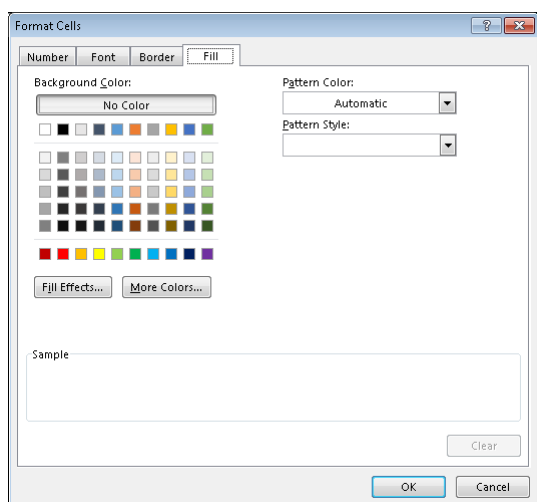 Format Cells
Number Font Border Fill
Background Color:
No Color
Pattern Color:
Automatic
Pattern Style:
Fill Effects... More Colors...
Sample
Clear
OK Cancel